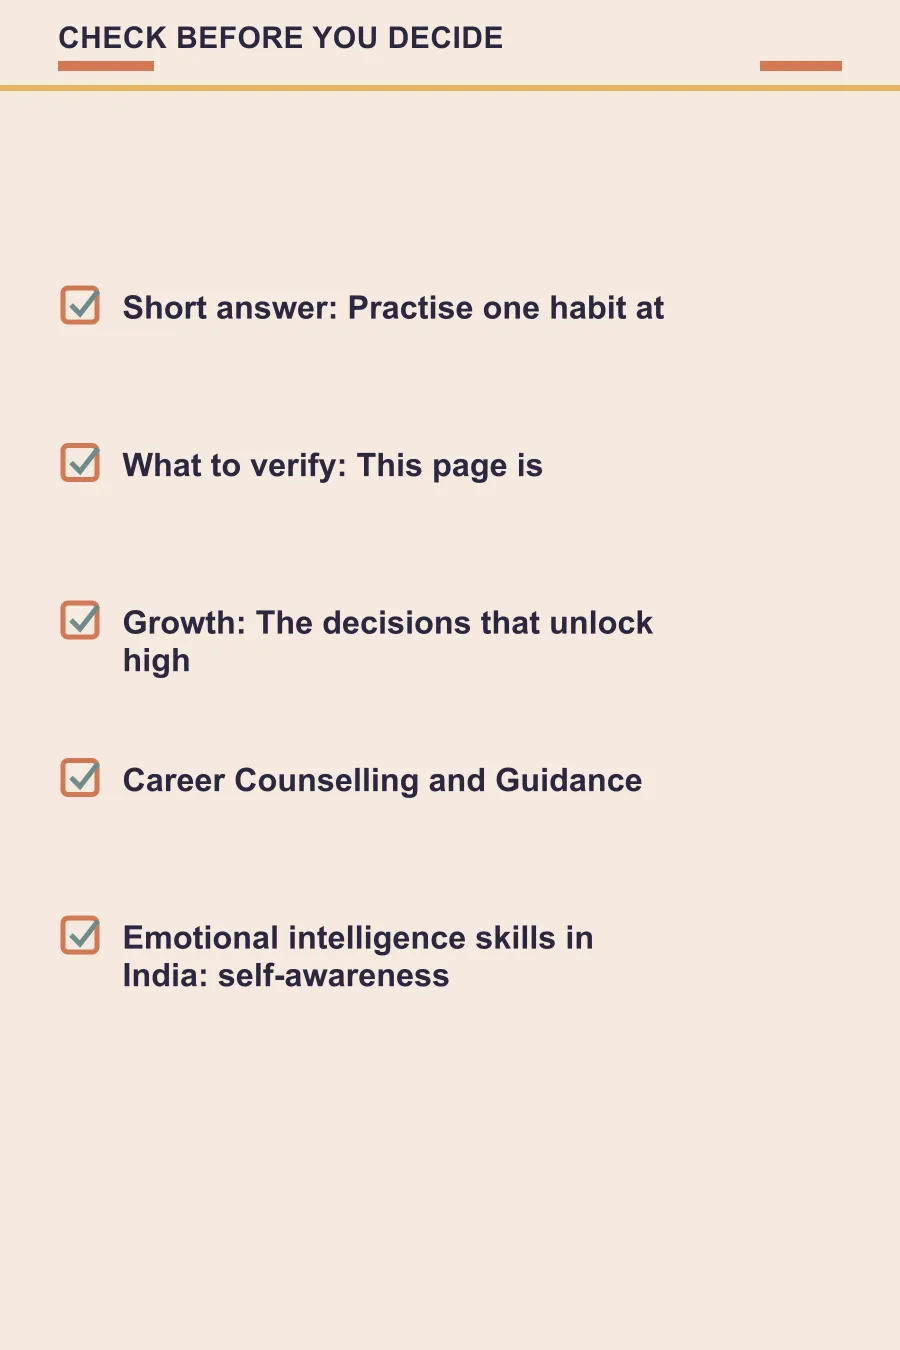 CHECK BEFORE YOU DECIDE
Short answer: Practise one habit at
What to verify: This page is
Growth: The decisions that unlock
high
Career Counselling and Guidance
Emotional intelligence skills in
India: self-awareness